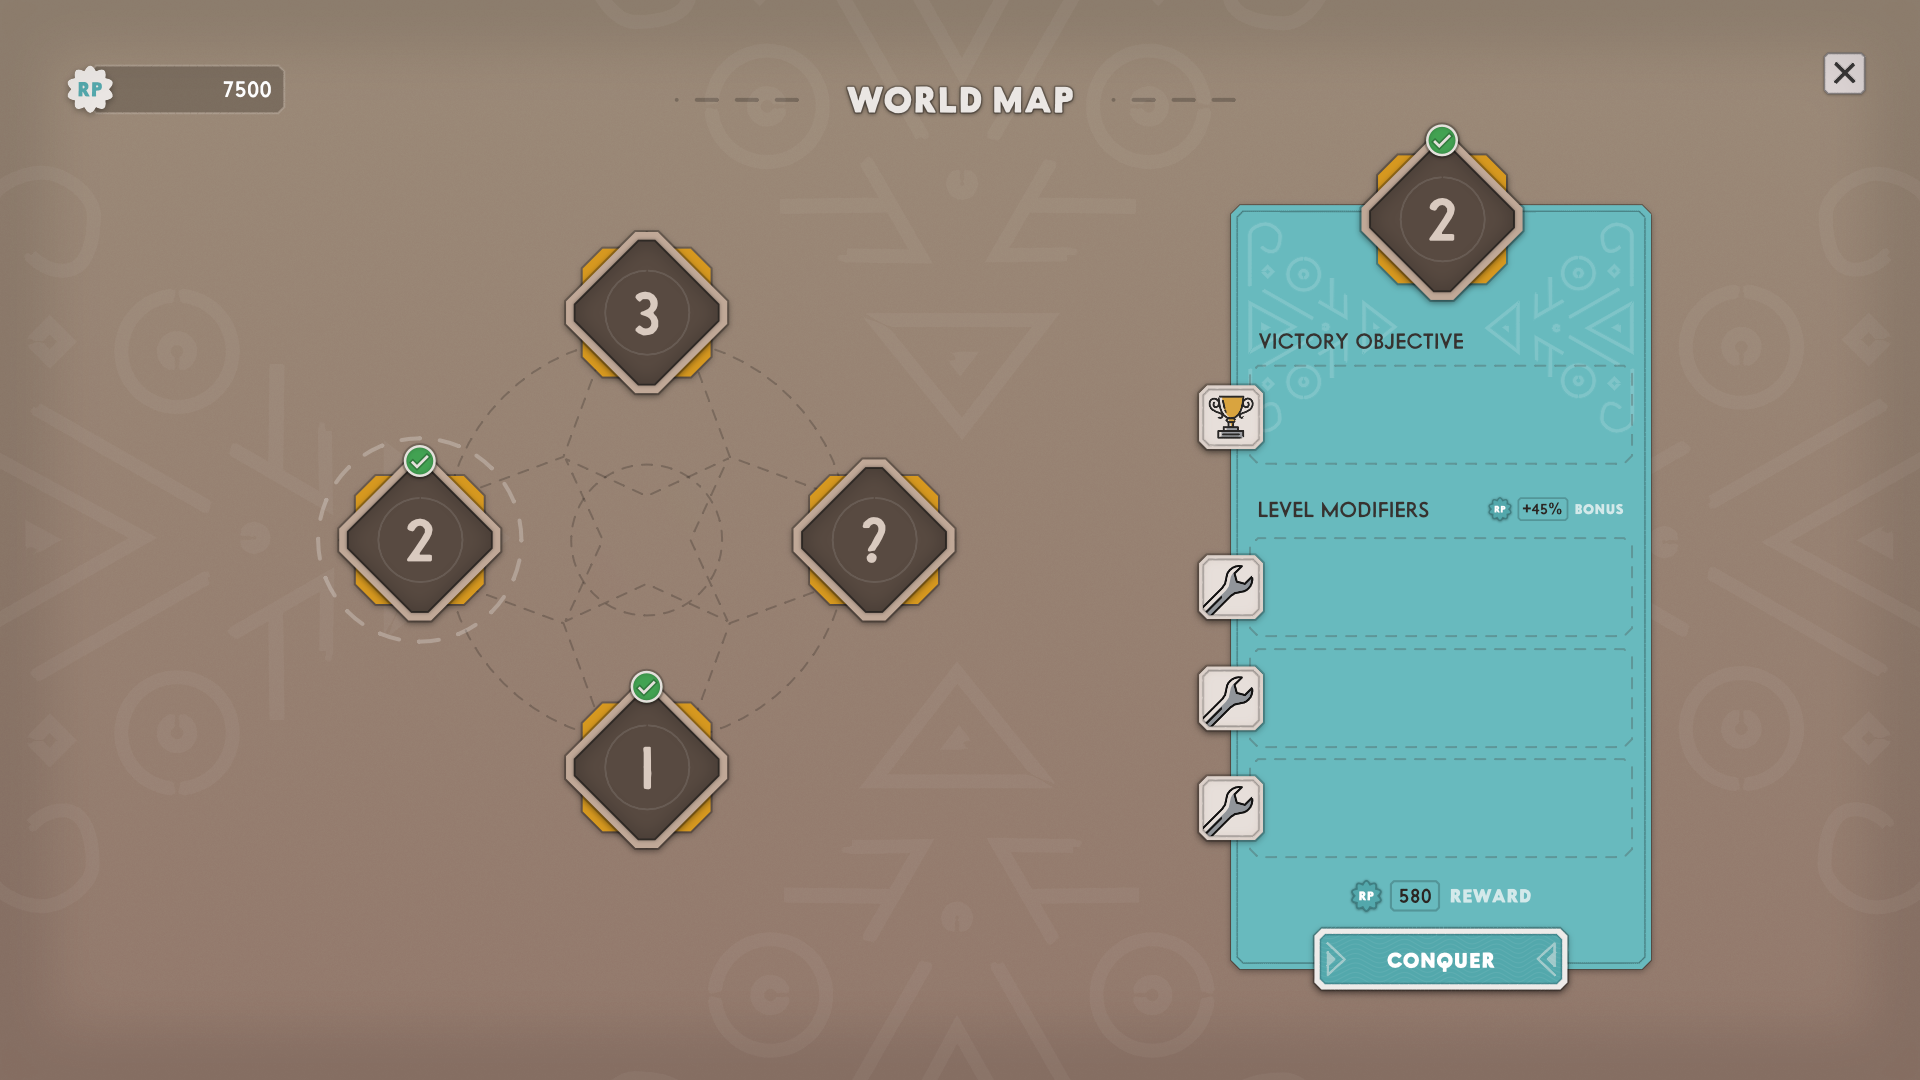 RP 7500
WORLD MAP
2
3
VICTORY OBJECTIVE
LEVEL MODIFIERS RP +45% BONUS
2
?
1
RP 580 REWARD
CONQUER